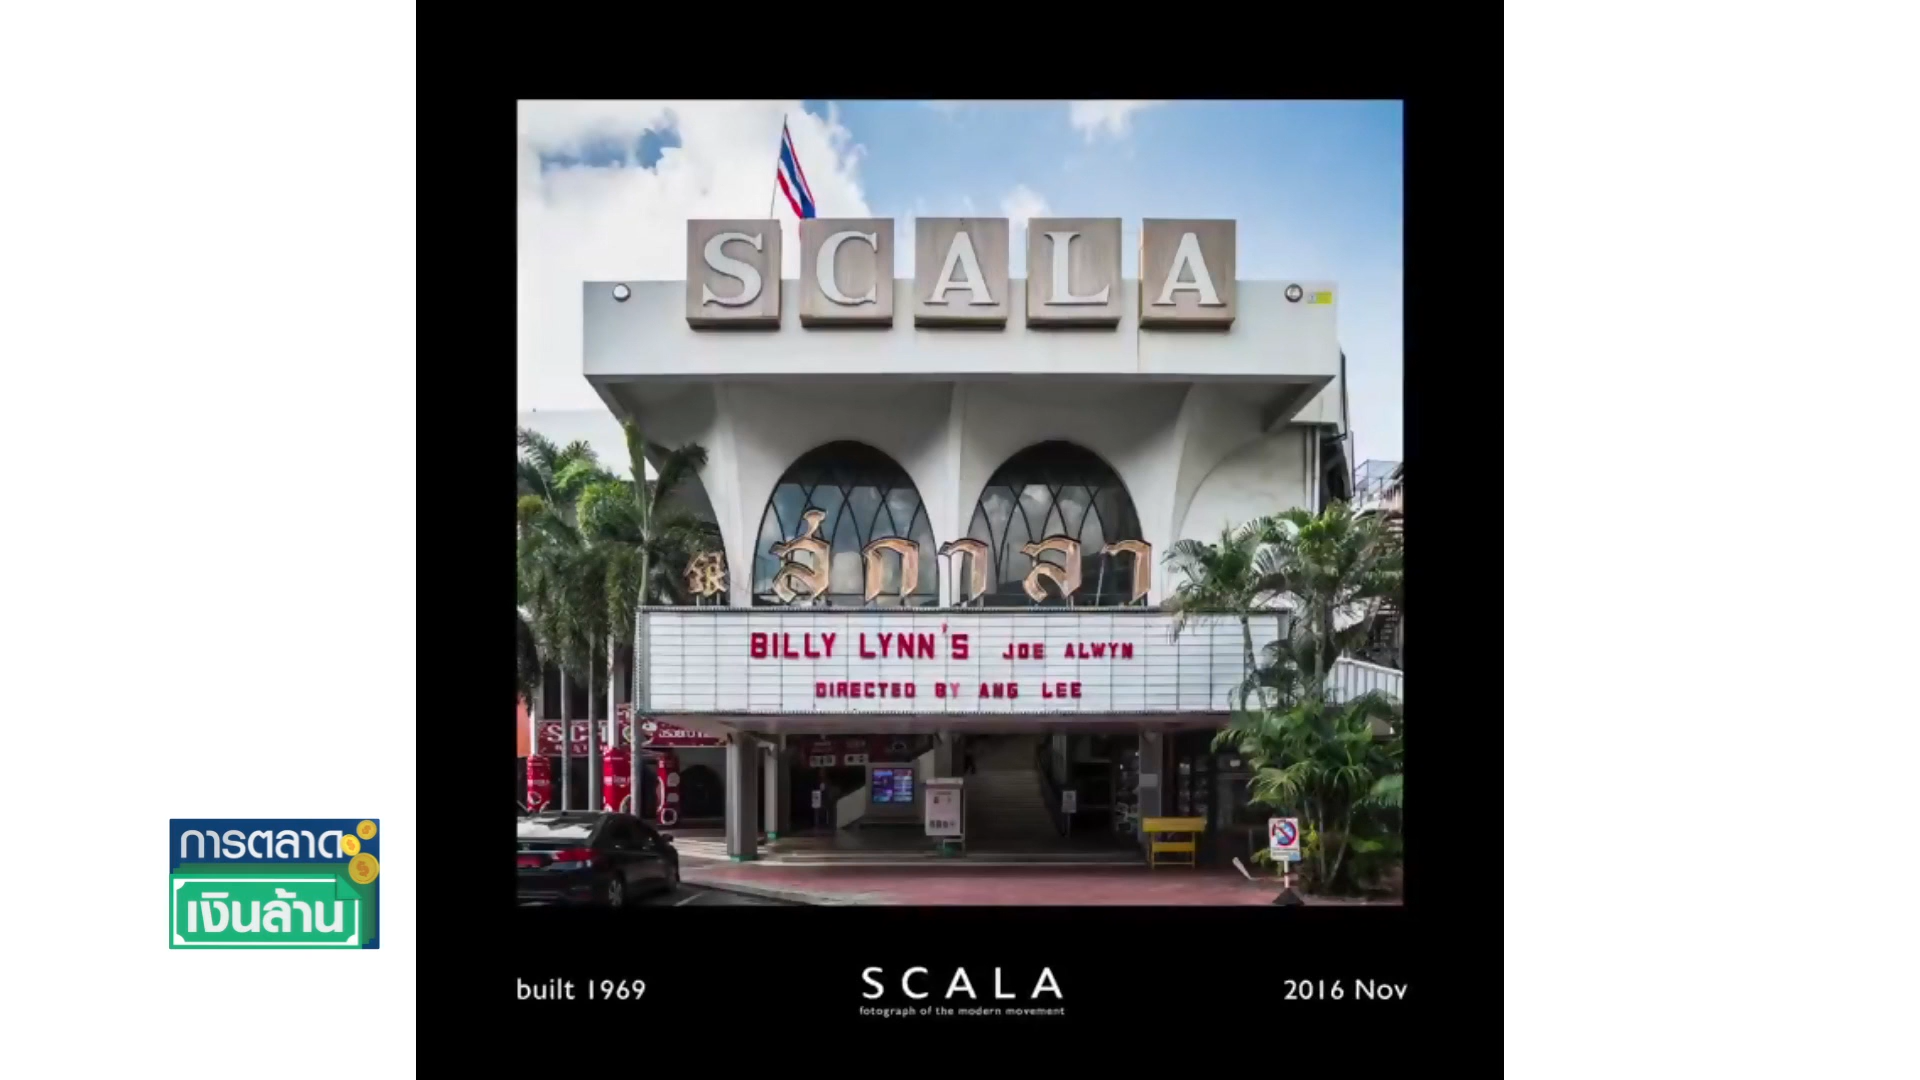 SCALA
銀 สกาลา
BILLY LYNN'S JOE ALWYN
DIRECTED BY ANG LEE
การตลาด
เงินล้าน
built 1969
SCALA
fotograph of the modern movement
2016 Nov